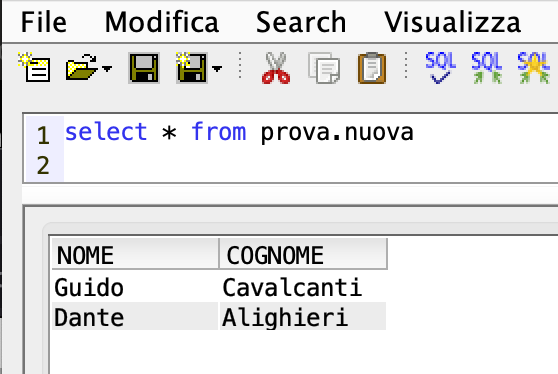 File Modifica Search Visualizza
SQL SQL SQL
1 select * from prova.nuova
2
NOME COGNOME
Guido Cavalcanti
Dante Alighieri